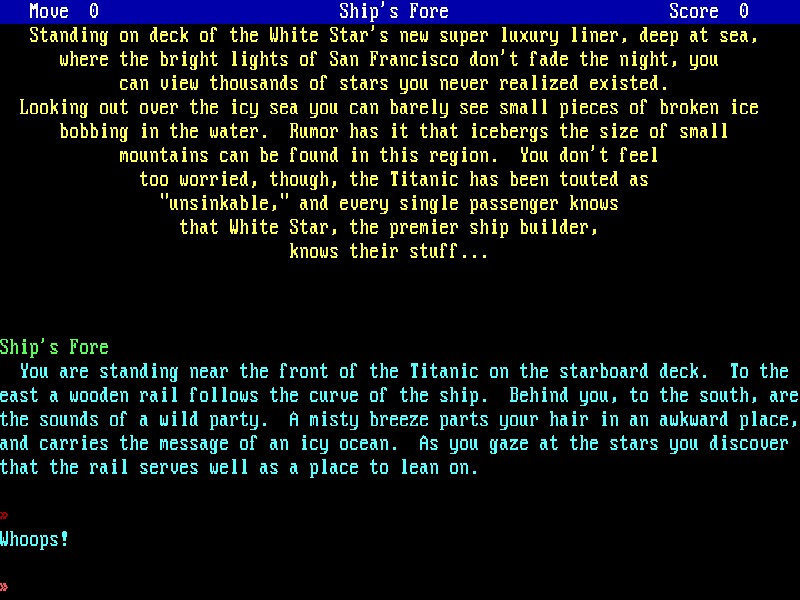 Move 0 Ship's Fore Score 0
Standing on deck of the White Star's new super luxury liner, deep at sea,
where the bright lights of San Francisco don't fade the night, you
can view thousands of stars you never realized existed.
Looking out over the icy sea you can barely see small pieces of broken ice
bobbing in the water. Rumor has it that icebergs the size of small
mountains can be found in this region. You don't feel
too worried, though, the Titanic has been touted as
"unsinkable," and every single passenger knows
that White Star, the premier ship builder,
knows their stuff...
Ship's Fore
You are standing near the front of the Titanic on the starboard deck. To the
east a wooden rail follows the curve of the ship. Behind you, to the south, are
the sounds of a wild party. A misty breeze parts your hair in an awkward place,
and carries the message of an icy ocean. As you gaze at the stars you discover
that the rail serves well as a place to lean on.
»
Whoops!
»